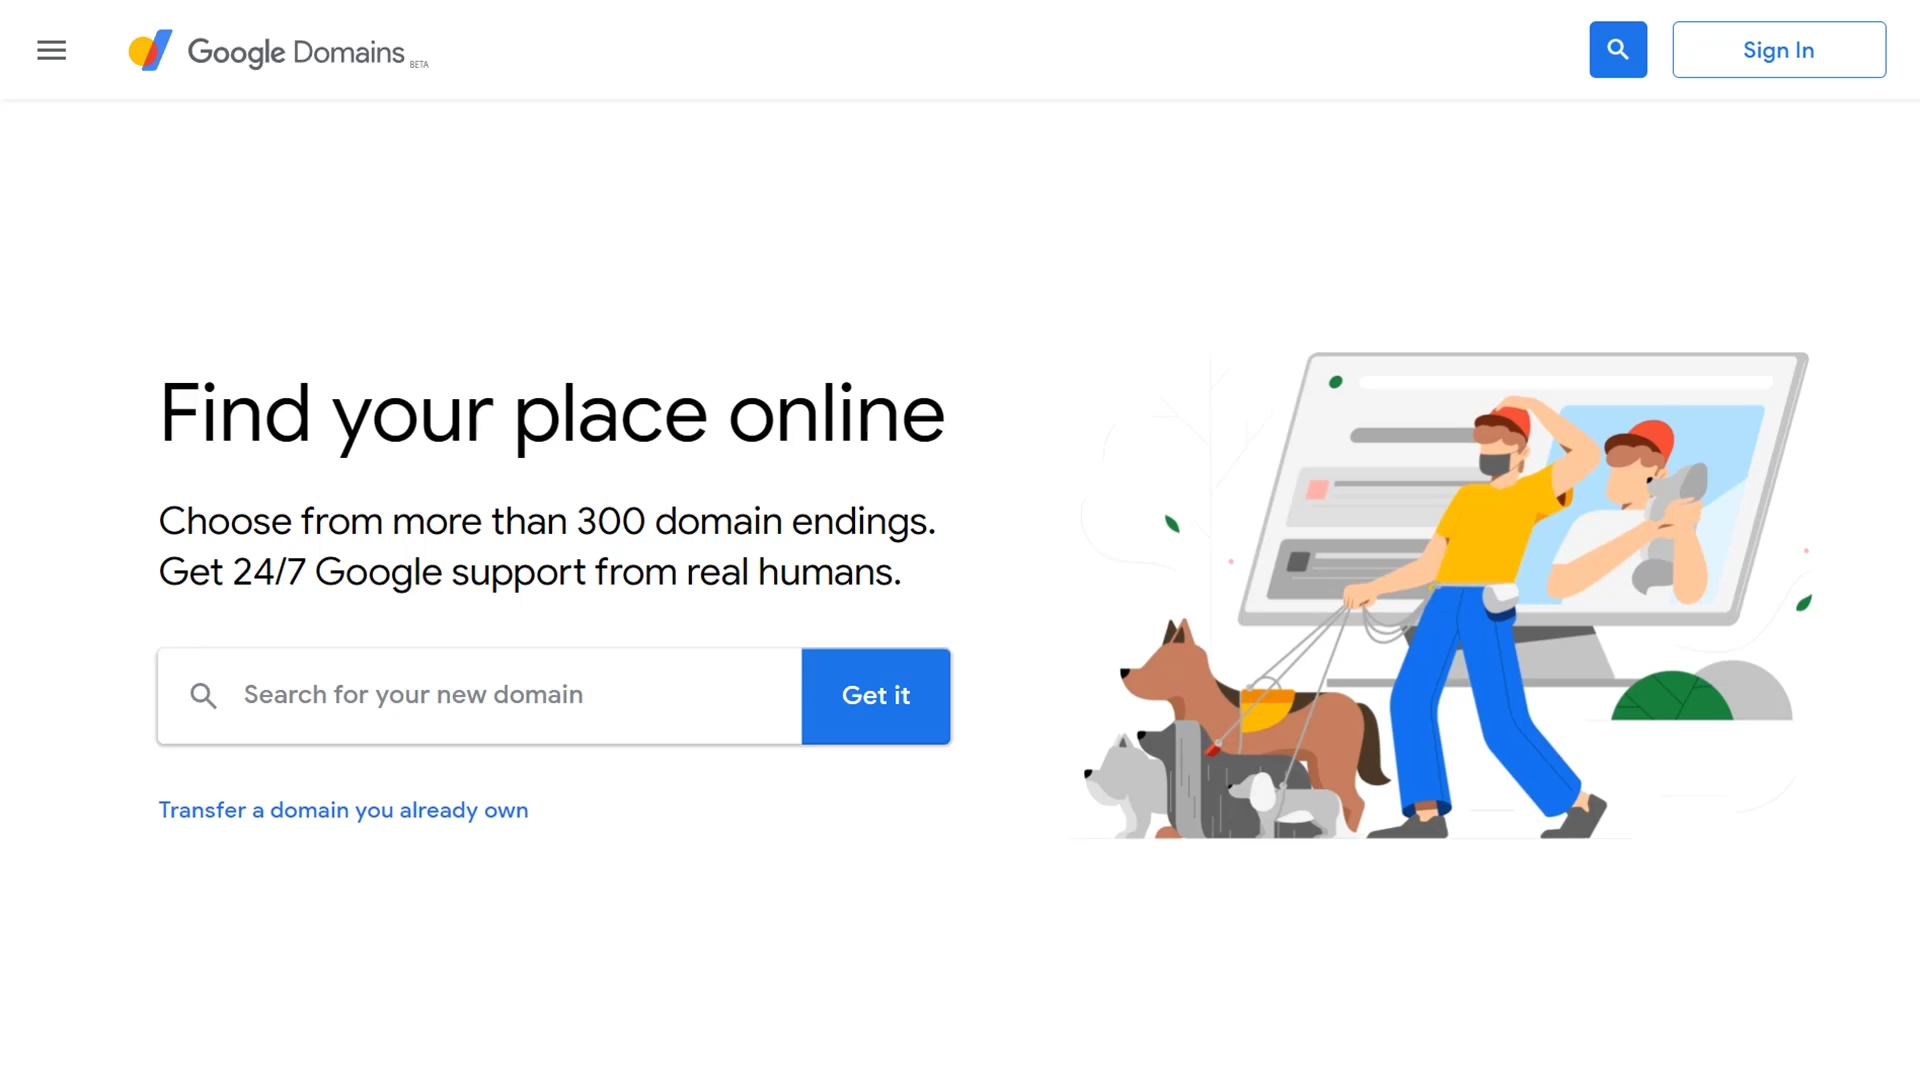 Google Domains BETA
Sign In
Find your place online
Choose from more than 300 domain endings.
Get 24/7 Google support from real humans.
Search for your new domain
Get it
Transfer a domain you already own